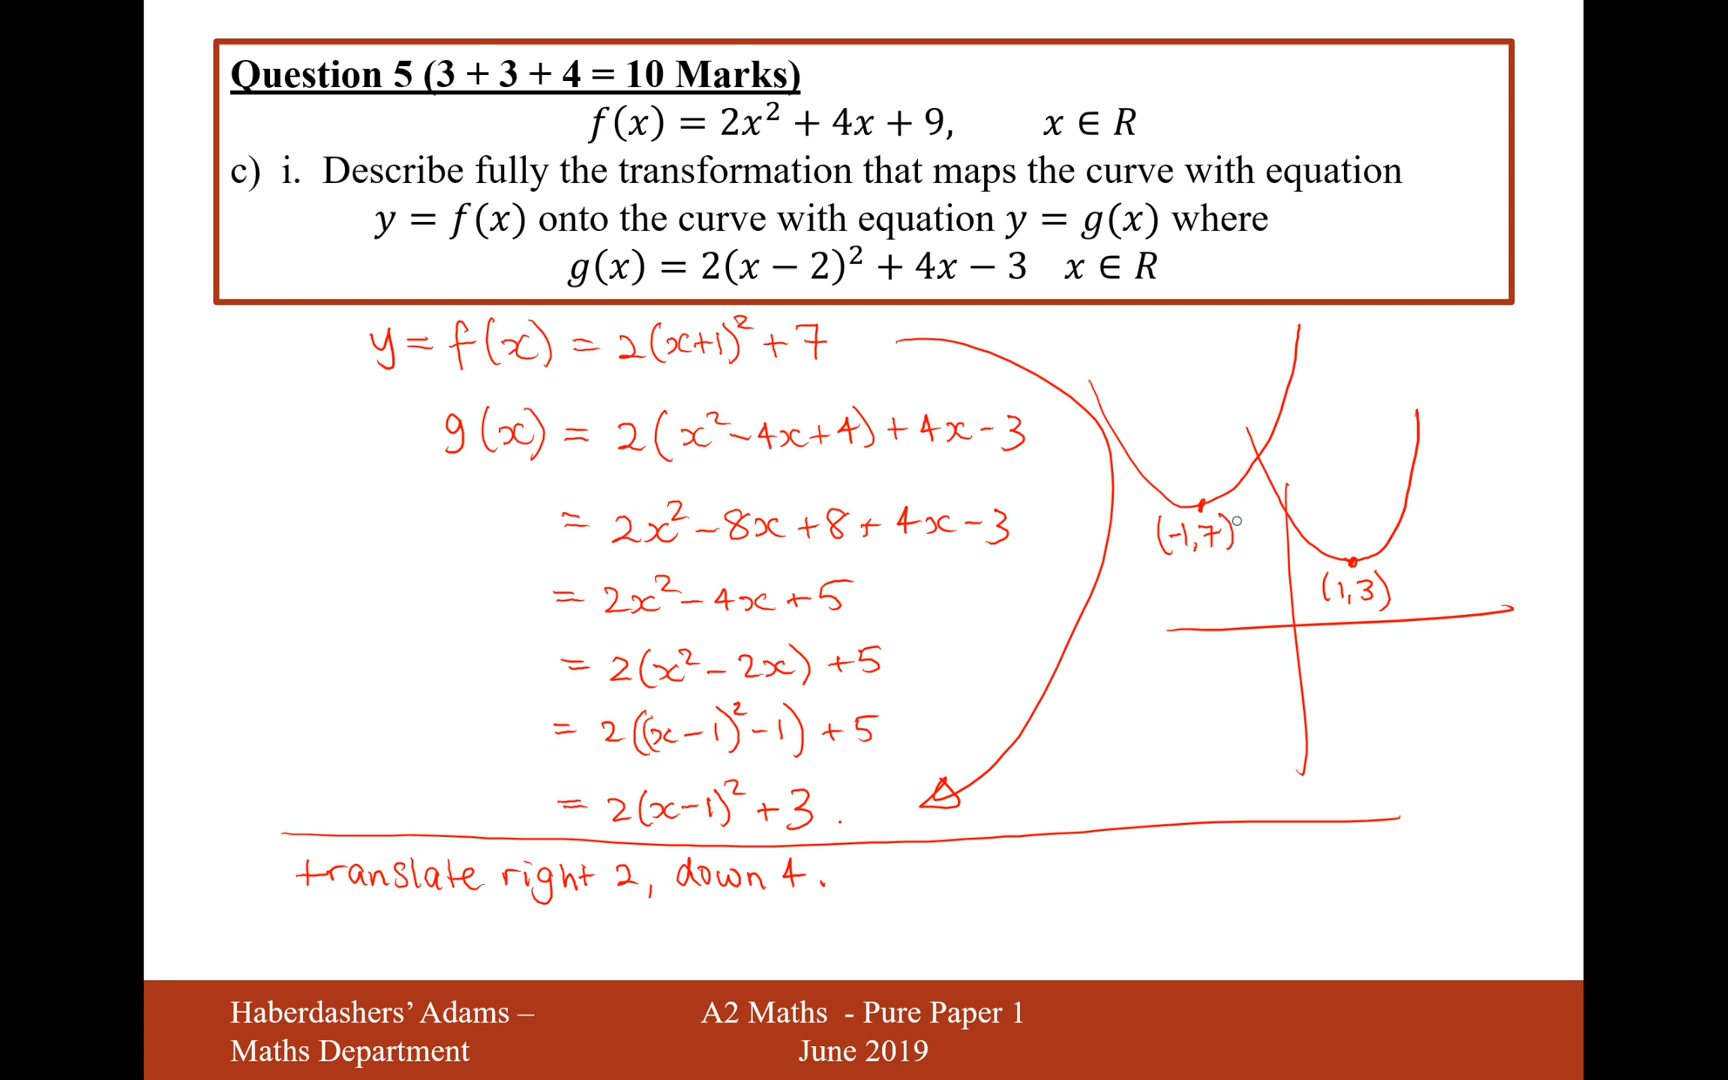 Question 5 (3 + 3 + 4 = 10 Marks)
f(x) = 2x² + 4x + 9, x ∈ R
c) i. Describe fully the transformation that maps the curve with equation
y = f(x) onto the curve with equation y = g(x) where
g(x) = 2(x − 2)² + 4x − 3 x ∈ R
y = f(x) = 2(x+1)² + 7
g(x) = 2(x² − 4x + 4) + 4x − 3
= 2x² − 8x + 8 + 4x − 3
(-1,7)
= 2x² − 4x + 5
(1,3)
= 2(x² − 2x) + 5
= 2((x−1)² − 1) + 5
= 2(x−1)² + 3.
translate right 2, down 4.
Haberdashers’ Adams –
Maths Department
A2 Maths - Pure Paper 1
June 2019